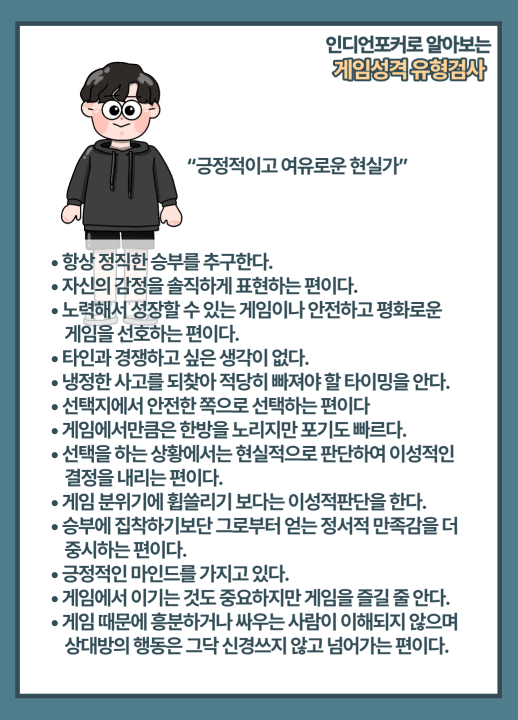 인디언포커로 알아보는
게임성격 유형검사
“긍정적이고 여유로운 현실가”
• 항상 정직한 승부를 추구한다.
• 자신의 감정을 솔직하게 표현하는 편이다.
• 노력해서 성장할 수 있는 게임이나 안전하고 평화로운
게임을 선호하는 편이다.
• 타인과 경쟁하고 싶은 생각이 없다.
• 냉정한 사고를 되찾아 적당히 빠져야 할 타이밍을 안다.
• 선택지에서 안전한 쪽으로 선택하는 편이다
• 게임에서만큼은 한방을 노리지만 포기도 빠르다.
• 선택을 하는 상황에서는 현실적으로 판단하여 이성적인
결정을 내리는 편이다.
• 게임 분위기에 휩쓸리기 보다는 이성적판단을 한다.
• 승부에 집착하기보단 그로부터 얻는 정서적 만족감을 더
중시하는 편이다.
• 긍정적인 마인드를 가지고 있다.
• 게임에서 이기는 것도 중요하지만 게임을 즐길 줄 안다.
• 게임 때문에 흥분하거나 싸우는 사람이 이해되지 않으며
상대방의 행동은 그닥 신경쓰지 않고 넘어가는 편이다.